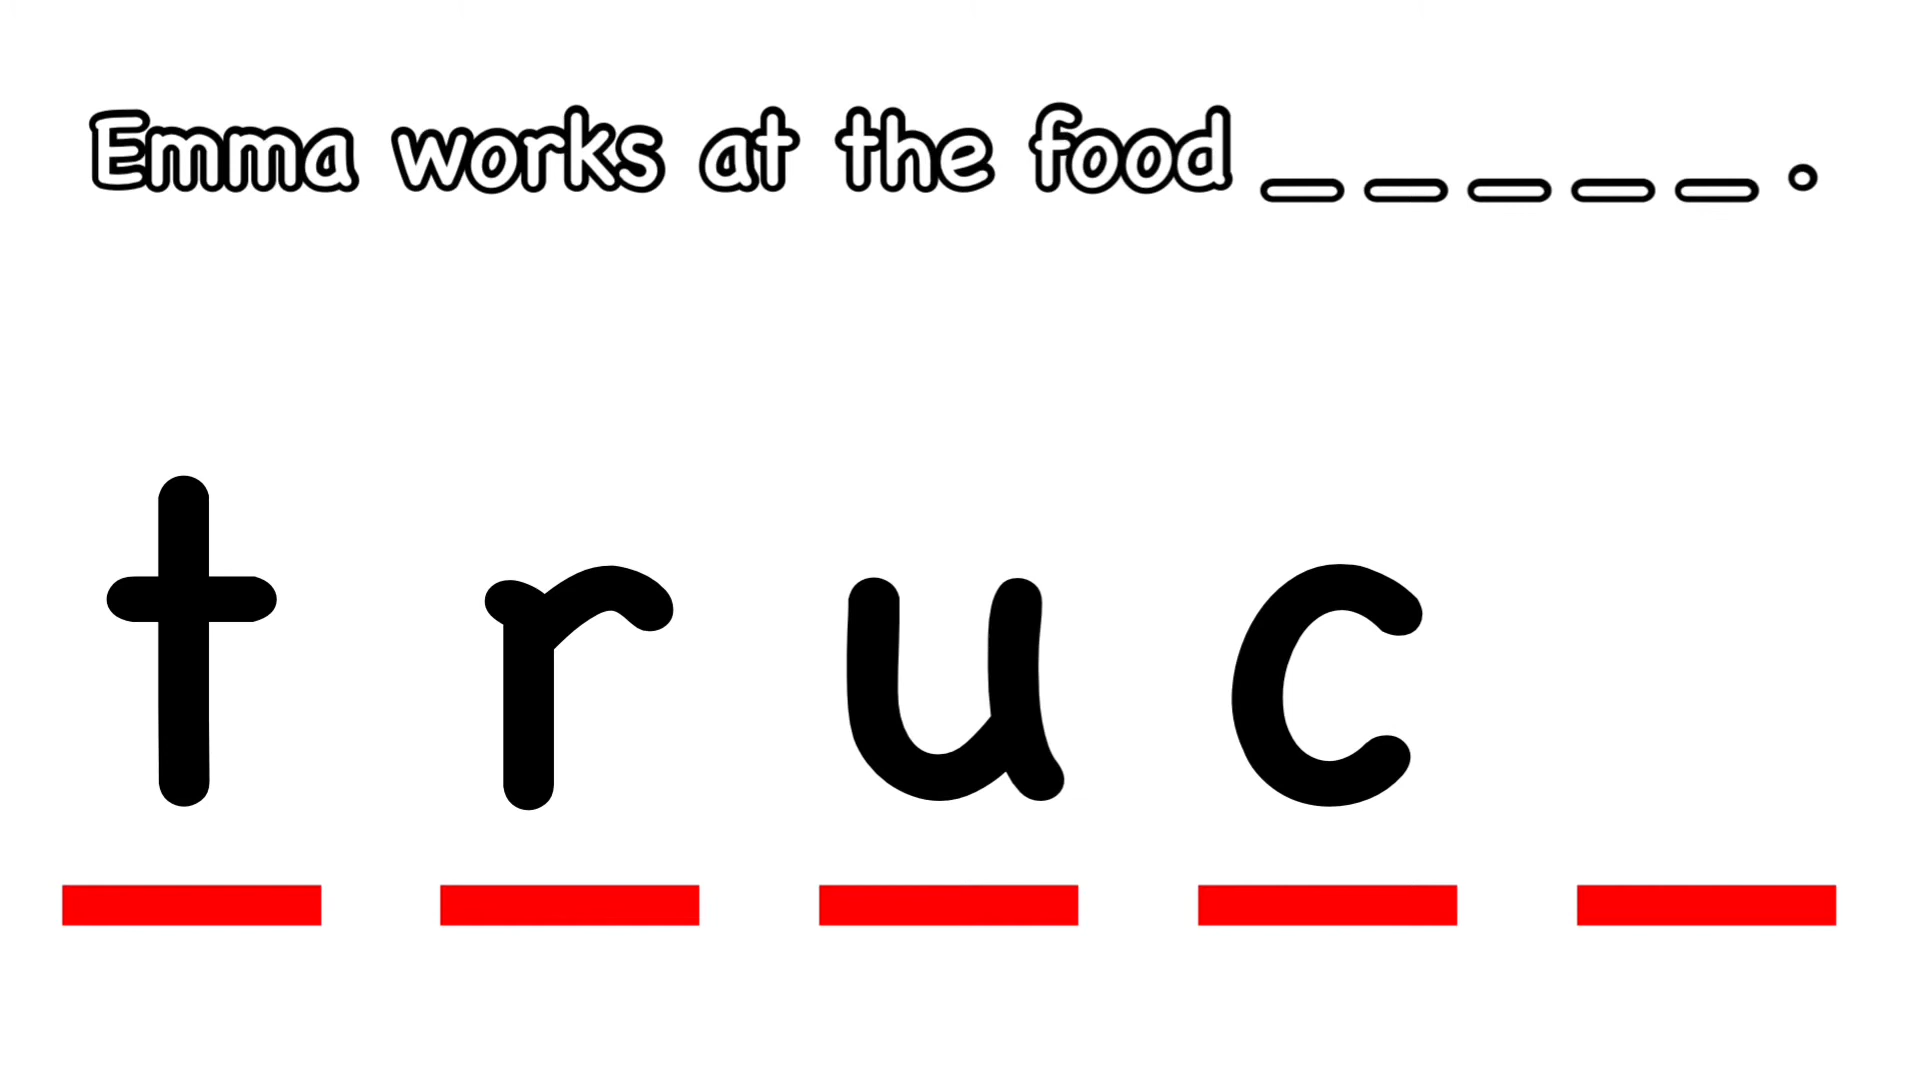 Emma works at the food _ _ _ _ _ .
t r u c